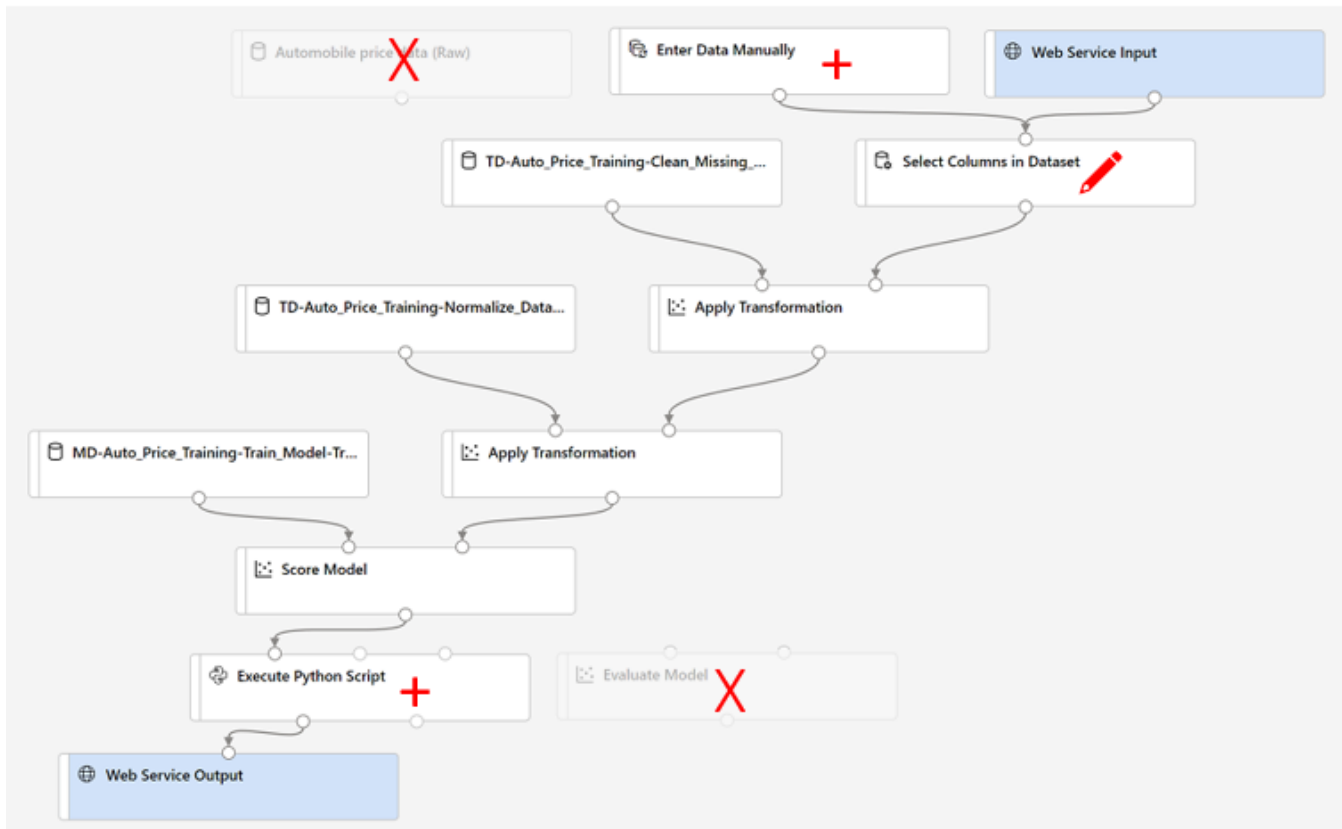 Automobile price data (Raw)
Enter Data Manually
Web Service Input
TD-Auto_Price_Training-Clean_Missing_...
Select Columns in Dataset
TD-Auto_Price_Training-Normalize_Data...
Apply Transformation
MD-Auto_Price_Training-Train_Model-Tr...
Apply Transformation
Score Model
Execute Python Script
Evaluate Model
Web Service Output